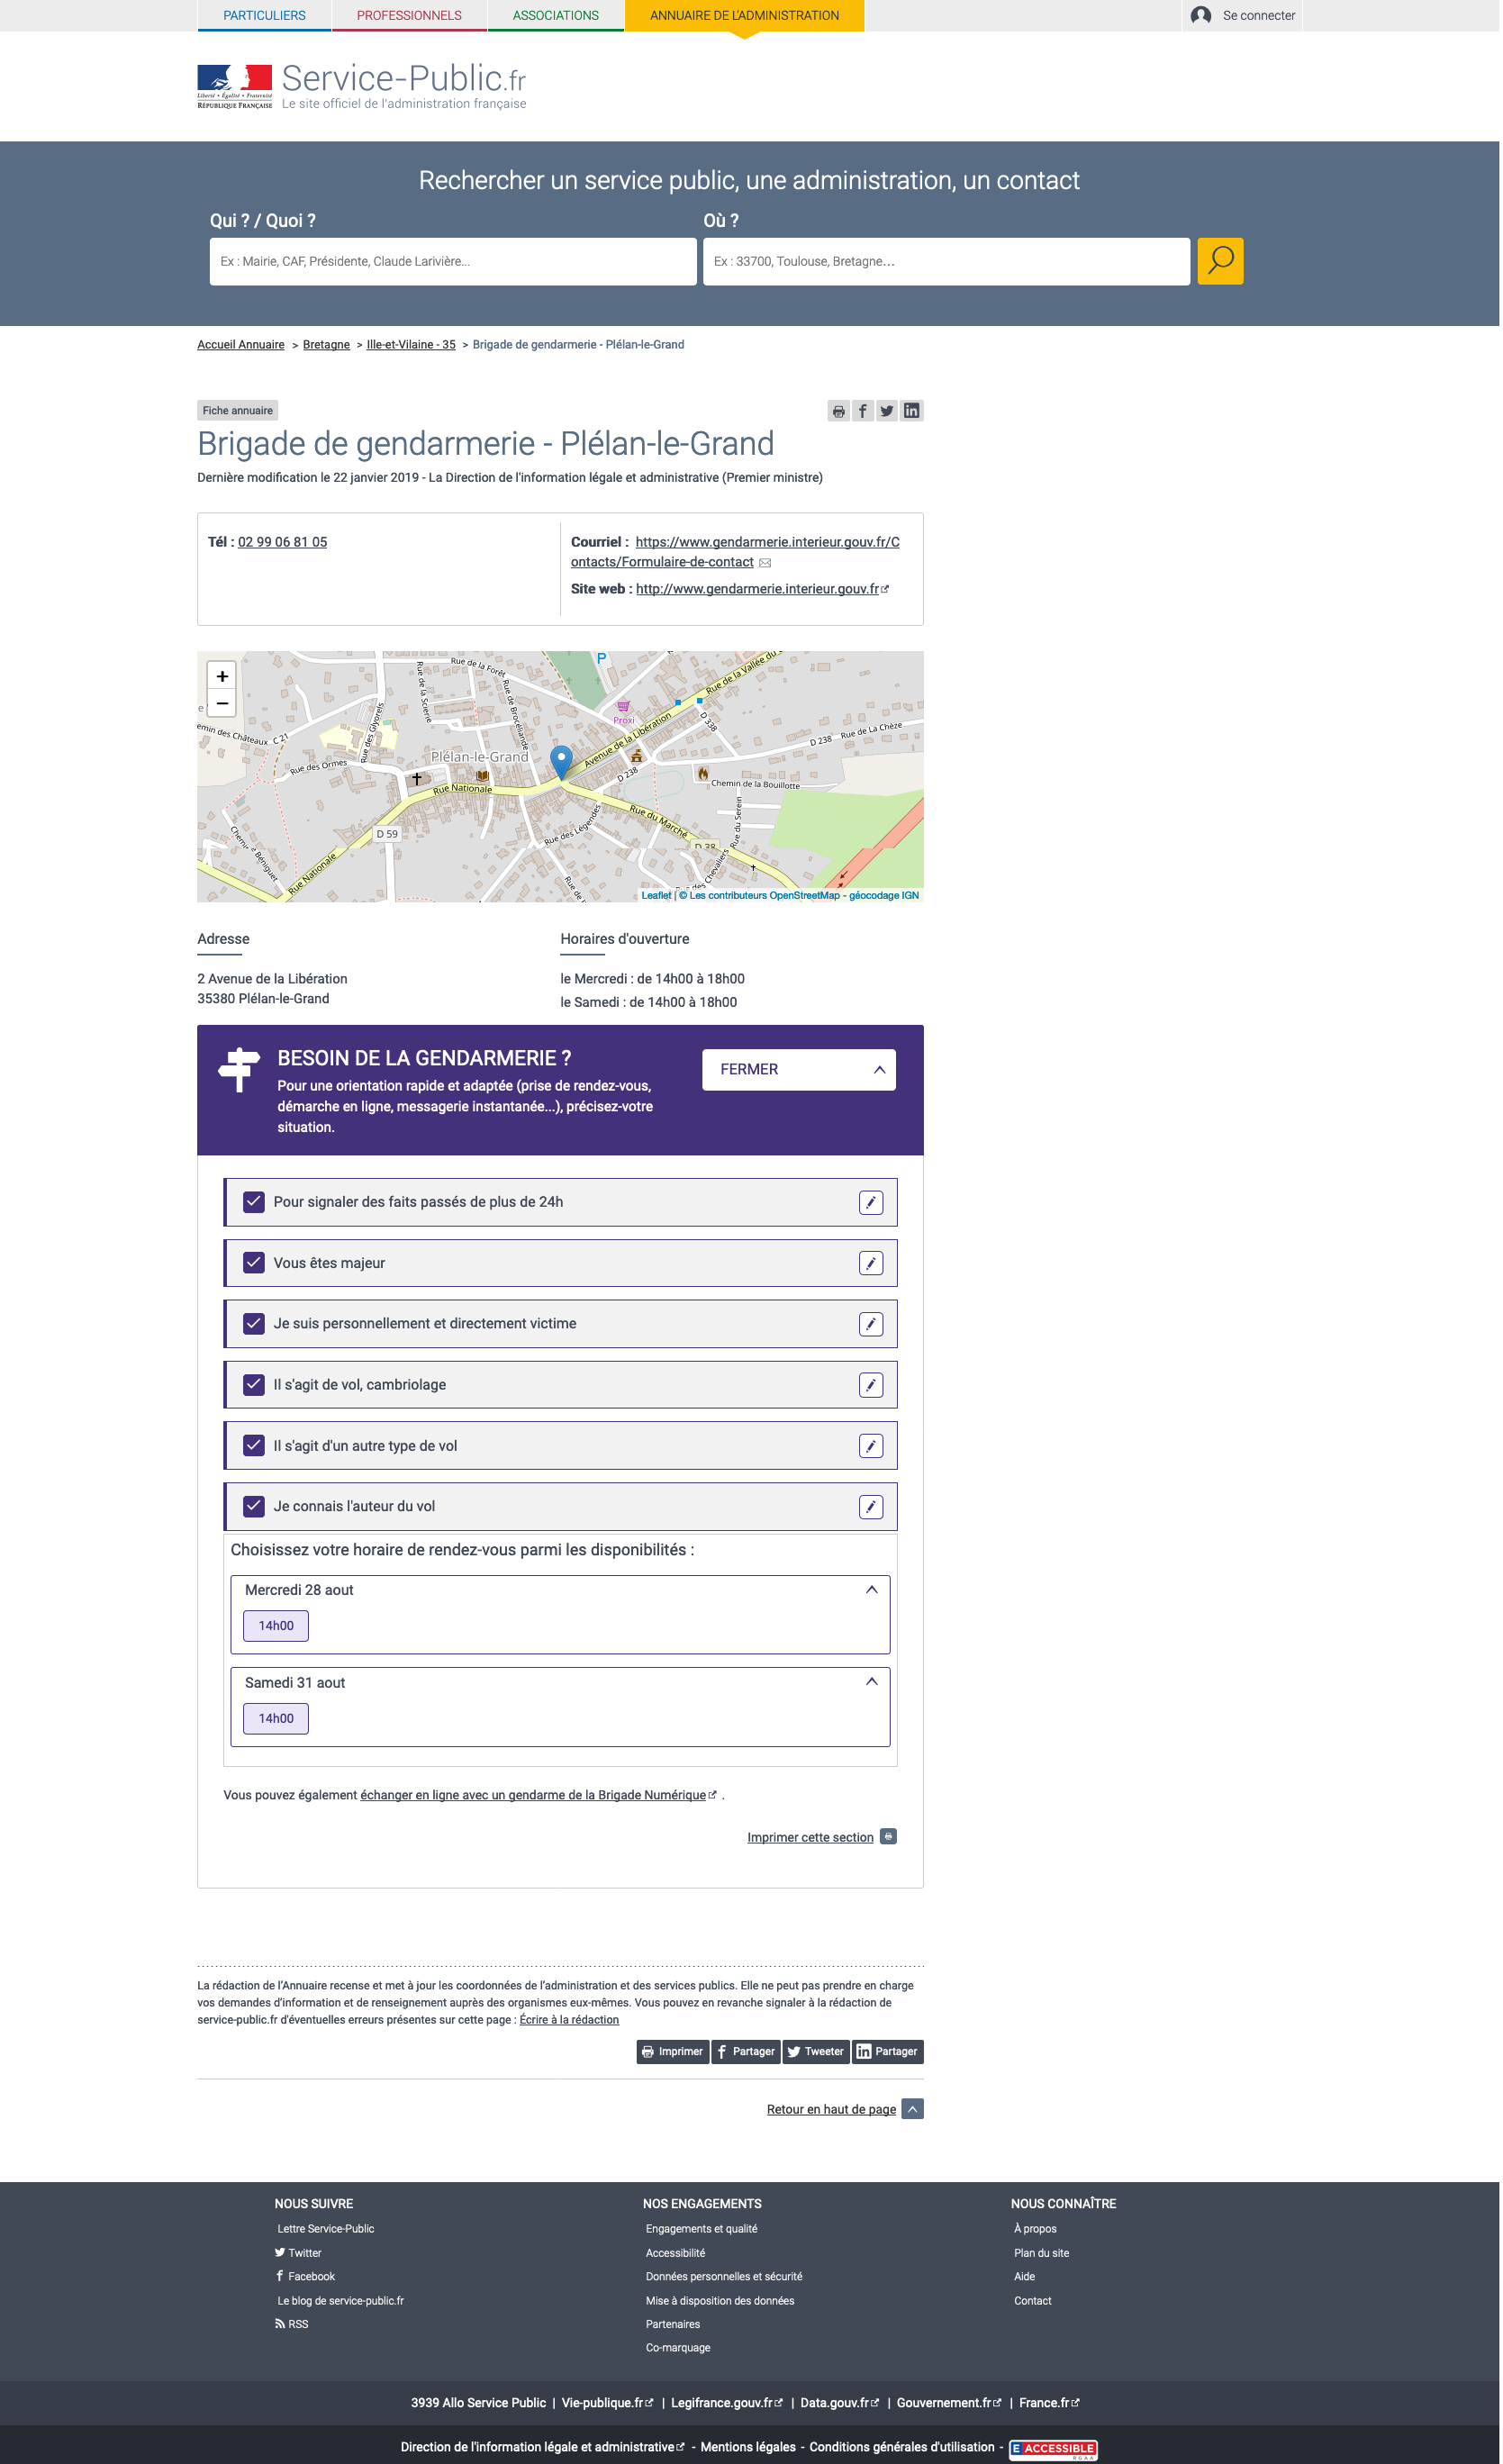 PARTICULIERS
PROFESSIONNELS
ASSOCIATIONS
ANNUAIRE DE L'ADMINISTRATION
Se connecter
Liberté • Égalité • Fraternité
RÉPUBLIQUE FRANÇAISE
Service-Public.fr
Le site officiel de l'administration française
Rechercher un service public, une administration, un contact
Qui ? / Quoi ?
Où ?
Ex : Mairie, CAF, Présidente, Claude Larivière...
Ex : 33700, Toulouse, Bretagne...
Accueil Annuaire > Bretagne > Ille-et-Vilaine - 35 > Brigade de gendarmerie - Plélan-le-Grand
Fiche annuaire
Brigade de gendarmerie - Plélan-le-Grand
Dernière modification le 22 janvier 2019 - La Direction de l'information légale et administrative (Premier ministre)
Tél : 02 99 06 81 05
Courriel : https://www.gendarmerie.interieur.gouv.fr/C
ontacts/Formulaire-de-contact
Site web : http://www.gendarmerie.interieur.gouv.fr
+
−
P
Rue de la Forêt
Rue de la Scierie
Rue de Brocéliande
Rue des Glyorels
Rue de la Vallée du
Proxi
Avenue de la Libération
D 338
D 238
Rue de La Chèze
emin des Châteaux
C 21
Rue des Ormes
Plélan-le-Grand
D 238
Chemin de la Bouillotte
Rue Nationale
Rue du Marché
Rue du Serein
Rue des Légendes
D 59
D 38
Rue des Chevaliers
Béniguet
Rue Nationale
Rue de
Leaflet | © Les contributeurs OpenStreetMap - géocodage IGN
Adresse
2 Avenue de la Libération
35380 Plélan-le-Grand
Horaires d'ouverture
le Mercredi : de 14h00 à 18h00
le Samedi : de 14h00 à 18h00
BESOIN DE LA GENDARMERIE ?
Pour une orientation rapide et adaptée (prise de rendez-vous,
démarche en ligne, messagerie instantanée...), précisez-votre
situation.
FERMER
Pour signaler des faits passés de plus de 24h
Vous êtes majeur
Je suis personnellement et directement victime
Il s'agit de vol, cambriolage
Il s'agit d'un autre type de vol
Je connais l'auteur du vol
Choisissez votre horaire de rendez-vous parmi les disponibilités :
Mercredi 28 aout
14h00
Samedi 31 aout
14h00
Vous pouvez également échanger en ligne avec un gendarme de la Brigade Numérique .
Imprimer cette section
La rédaction de l’Annuaire recense et met à jour les coordonnées de l’administration et des services publics. Elle ne peut pas prendre en charge
vos demandes d’information et de renseignement auprès des organismes eux-mêmes. Vous pouvez en revanche signaler à la rédaction de
service-public.fr d'éventuelles erreurs présentes sur cette page : Écrire à la rédaction
Imprimer
Partager
Tweeter
Partager
Retour en haut de page
NOUS SUIVRE
Lettre Service-Public
Twitter
Facebook
Le blog de service-public.fr
RSS
NOS ENGAGEMENTS
Engagements et qualité
Accessibilité
Données personnelles et sécurité
Mise à disposition des données
Partenaires
Co-marquage
NOUS CONNAÎTRE
À propos
Plan du site
Aide
Contact
3939 Allo Service Public | Vie-publique.fr | Legifrance.gouv.fr | Data.gouv.fr | Gouvernement.fr | France.fr
Direction de l'information légale et administrative - Mentions légales - Conditions générales d'utilisation - E ACCESSIBLE
RGAA